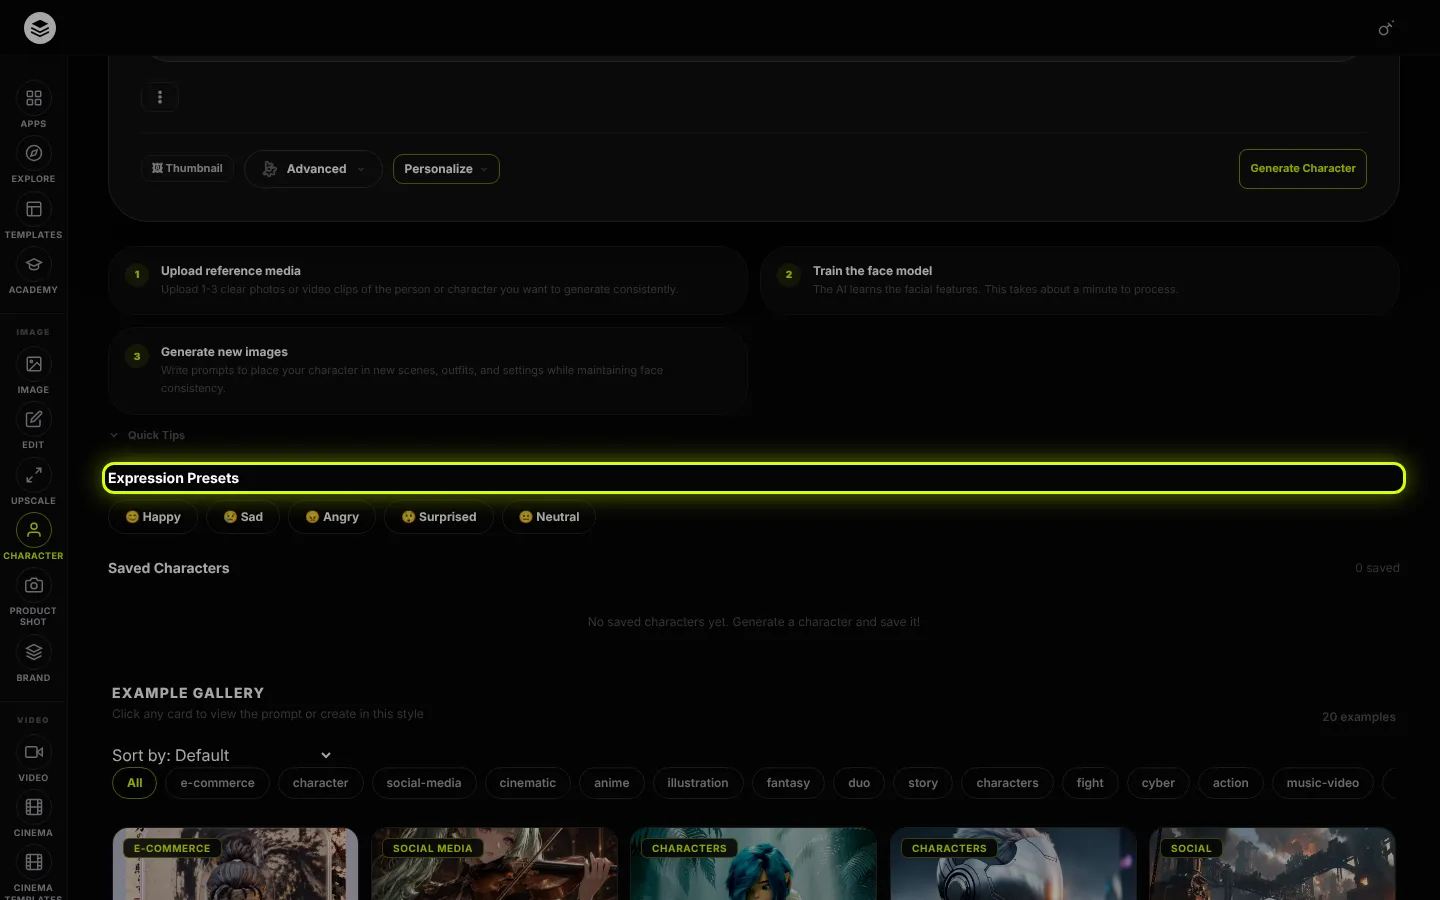 APPS
EXPLORE
TEMPLATES
ACADEMY
IMAGE
IMAGE
EDIT
UPSCALE
CHARACTER
PRODUCT
SHOT
BRAND
VIDEO
VIDEO
CINEMA
CINEMA
TEMPLATES
Thumbnail
Advanced
Personalize
Generate Character
1
Upload reference media
Upload 1-3 clear photos or video clips of the person or character you want to generate consistently.
2
Train the face model
The AI learns the facial features. This takes about a minute to process.
3
Generate new images
Write prompts to place your character in new scenes, outfits, and settings while maintaining face
consistency.
Quick Tips
Expression Presets
😊 Happy
😢 Sad
😠 Angry
😲 Surprised
😐 Neutral
Saved Characters
0 saved
No saved characters yet. Generate a character and save it!
EXAMPLE GALLERY
Click any card to view the prompt or create in this style
20 examples
Sort by: Default
All
e-commerce
character
social-media
cinematic
anime
illustration
fantasy
duo
story
characters
fight
cyber
action
music-video
E-COMMERCE
SOCIAL MEDIA
CHARACTERS
CHARACTERS
SOCIAL